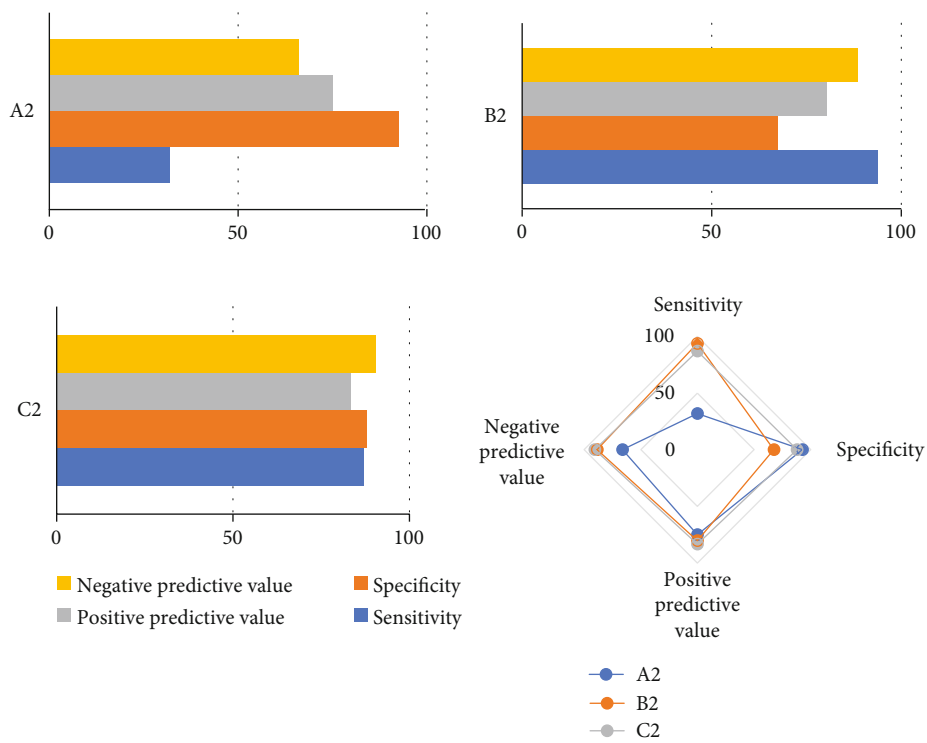 A2
0
50
100
B2
0
50
100
C2
0
50
100
Negative predictive value
Positive predictive value
Specificity
Sensitivity
Sensitivity
100
50
0
Negative
predictive
value
Specificity
Positive
predictive
value
A2
B2
C2